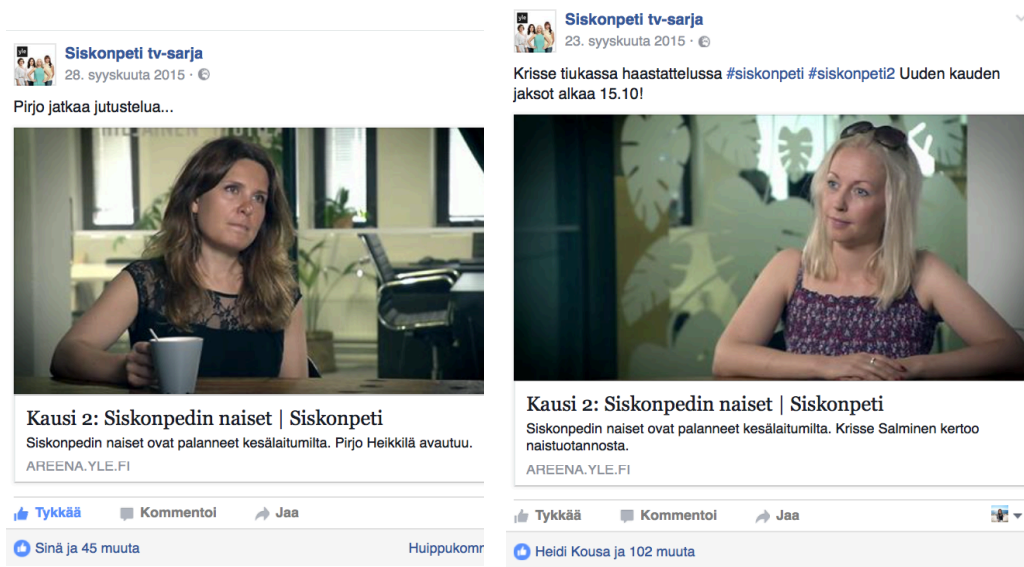 yle
Siskonpeti tv-sarja
28. syyskuuta 2015 ·
Pirjo jatkaa jutustelua...
Kausi 2: Siskonpedin naiset | Siskonpeti
Siskonpedin naiset ovat palanneet kesälaitumilta. Pirjo Heikkilä avautuu.
AREENA.YLE.FI
Tykkää Kommentoi Jaa
Sinä ja 45 muuta Huippukomm
yle
Siskonpeti tv-sarja
23. syyskuuta 2015 ·
Krisse tiukassa haastattelussa #siskonpeti #siskonpeti2 Uuden kauden
jaksot alkaa 15.10!
Kausi 2: Siskonpedin naiset | Siskonpeti
Siskonpedin naiset ovat palanneet kesälaitumilta. Krisse Salminen kertoo
naistuotannosta.
AREENA.YLE.FI
Tykkää Kommentoi Jaa
Heidi Kousa ja 102 muuta